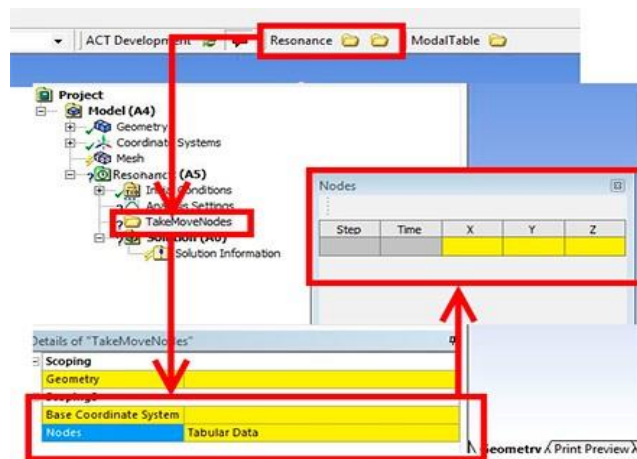 ACT Development
Resonance
ModalTable
Project
Model (A4)
Geometry
Coordinate Systems
Mesh
Resonance (A5)
Initial Conditions
Analysis Settings
TakeMoveNodes
Solution (A6)
Solution Information
Nodes
Step Time X Y Z
Details of "TakeMoveNodes"
Scoping
Geometry
Base Coordinate System
Nodes Tabular Data
Geometry Print Preview